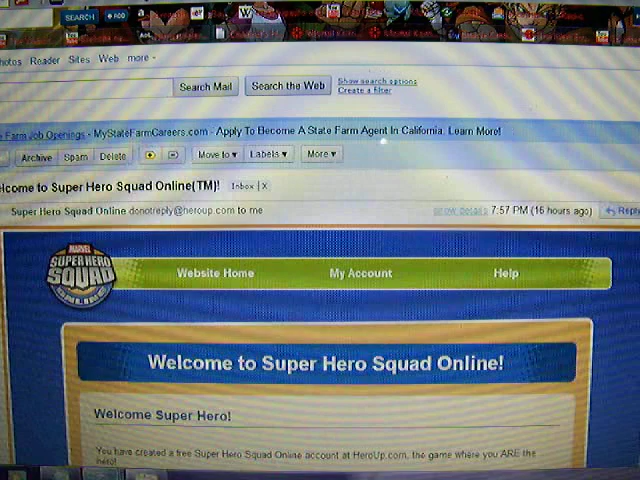 SEARCH
hotos Reader Sites Web more
Search Mail Search the Web Show search options
Create a filter
e Farm Job Openings - MyStateFarmCareers.com - Apply To Become A State Farm Agent In California. Learn More!
Archive Spam Delete Move to Labels More
lcome to Super Hero Squad Online(TM)! Inbox X
Super Hero Squad Online donotreply@heroup.com to me show details 7:57 PM (16 hours ago) Reply
MARVEL
SUPER HERO
SQUAD
ONLINE
Website Home My Account Help
Welcome to Super Hero Squad Online!
Welcome Super Hero!
You have created a free Super Hero Squad Online account at HeroUp.com, the game where you ARE the
hero!